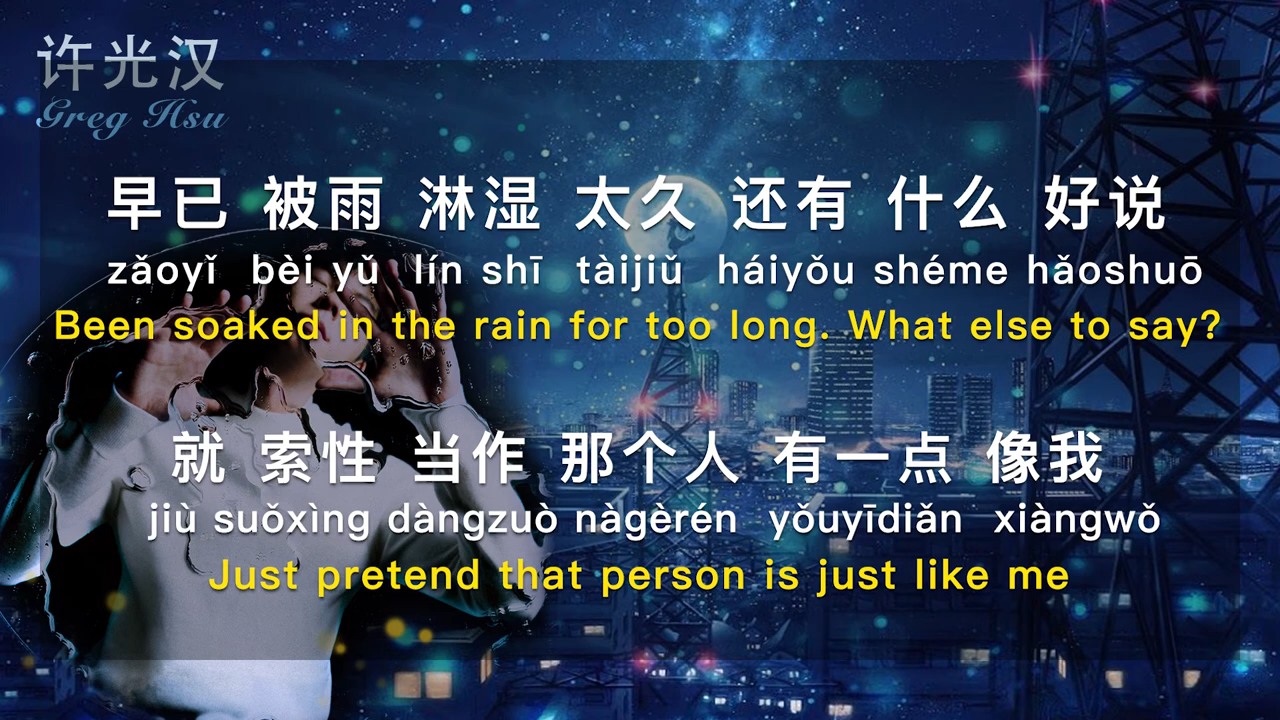 许光汉
Greg Hsu
早已 被雨 淋湿 太久 还有 什么 好说
zǎoyǐ bèi yǔ lín shī tàijiǔ háiyǒu shéme hǎoshuō
Been soaked in the rain for too long. What else to say?
就 索性 当作 那个人 有一点 像我
jiù suǒxìng dàngzuò nàgèrén yǒuyīdiǎn xiàngwǒ
Just pretend that person is just like me